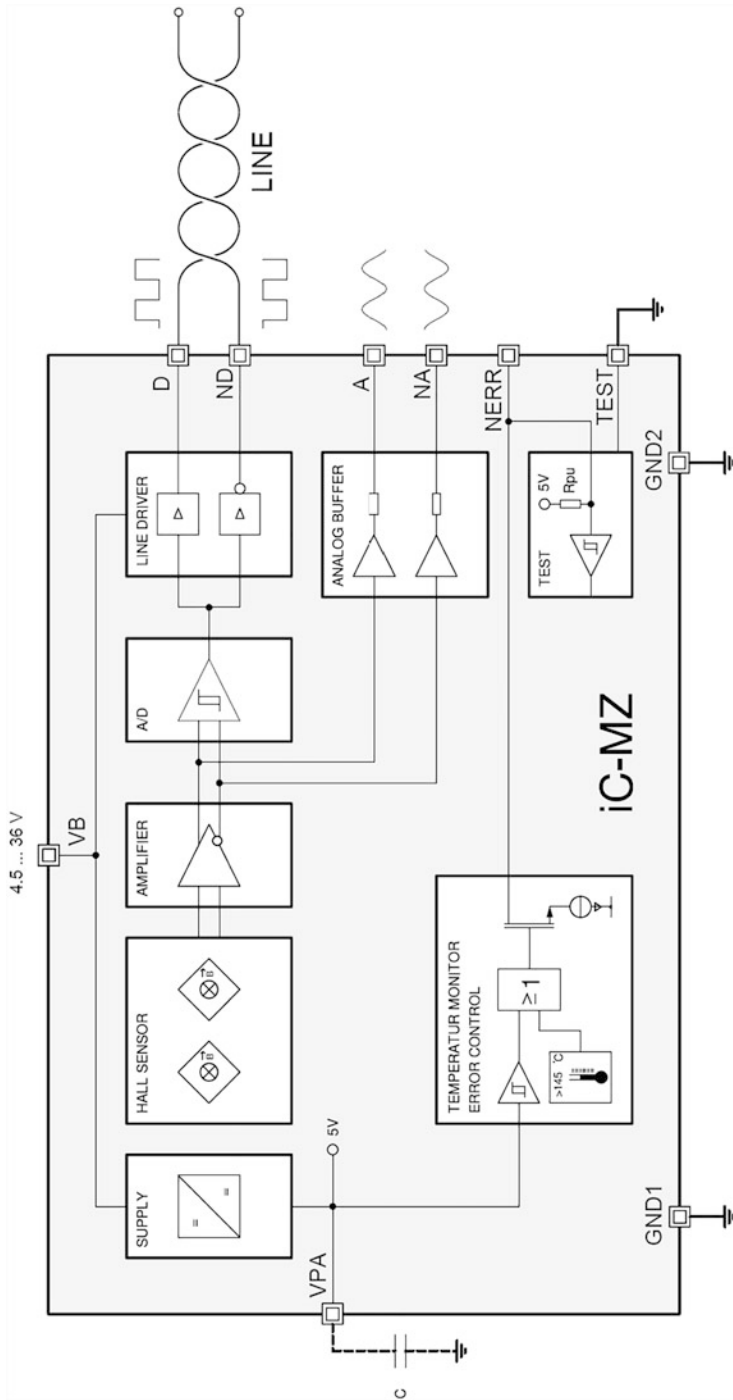 4.5 ... 36 V
VB
SUPPLY
=
=
HALL SENSOR
B
B
AMPLIFIER
A/D
LINE DRIVER
D
ND
LINE
ANALOG BUFFER
A
NA
VPA
5V
C
TEMPERATUR MONITOR
ERROR CONTROL
≥1
>145 °C
iC-MZ
NERR
5V
Rpu
TEST
TEST
GND1
GND2